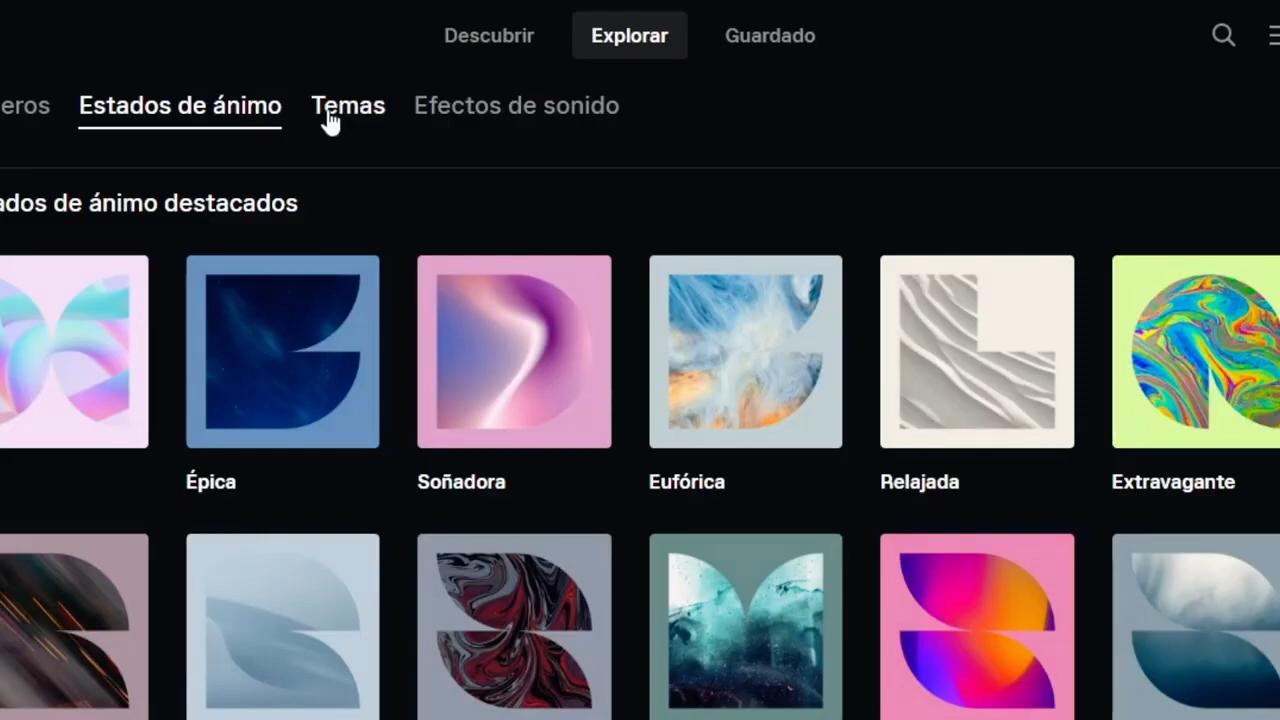 Descubrir Explorar Guardado
eros Estados de ánimo Temas Efectos de sonido
ados de ánimo destacados
Épica Soñadora Eufórica Relajada Extravagante